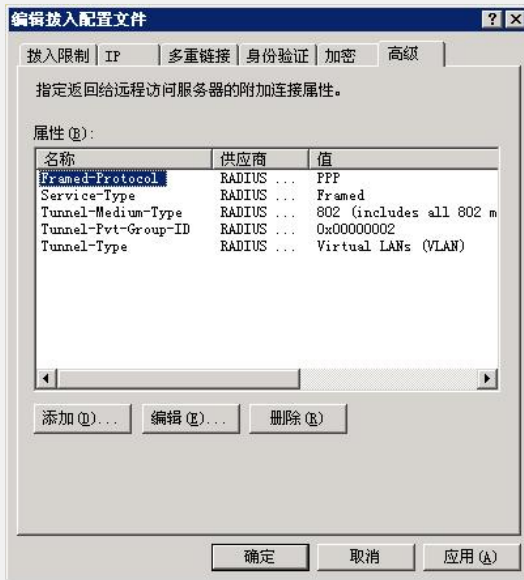 编辑拨入配置文件
拨入限制 IP 多重链接 身份验证 加密 高级
指定返回给远程访问服务器的附加连接属性。
属性(B):
名称 供应商 值
Framed-Protocol RADIUS ... PPP
Service-Type RADIUS ... Framed
Tunnel-Medium-Type RADIUS ... 802 (includes all 802 m
Tunnel-Pvt-Group-ID RADIUS ... 0x00000002
Tunnel-Type RADIUS ... Virtual LANs (VLAN)
添加(D)... 编辑(E)... 删除(R)
确定 取消 应用(A)